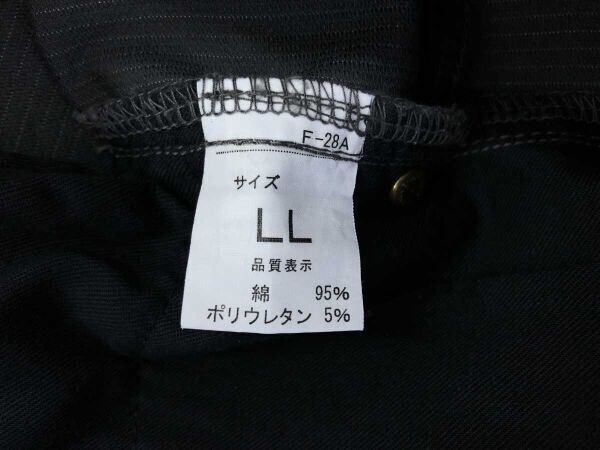 F-28A
サイズ
LL
品質表示
綿 95%
ポリウレタン 5%